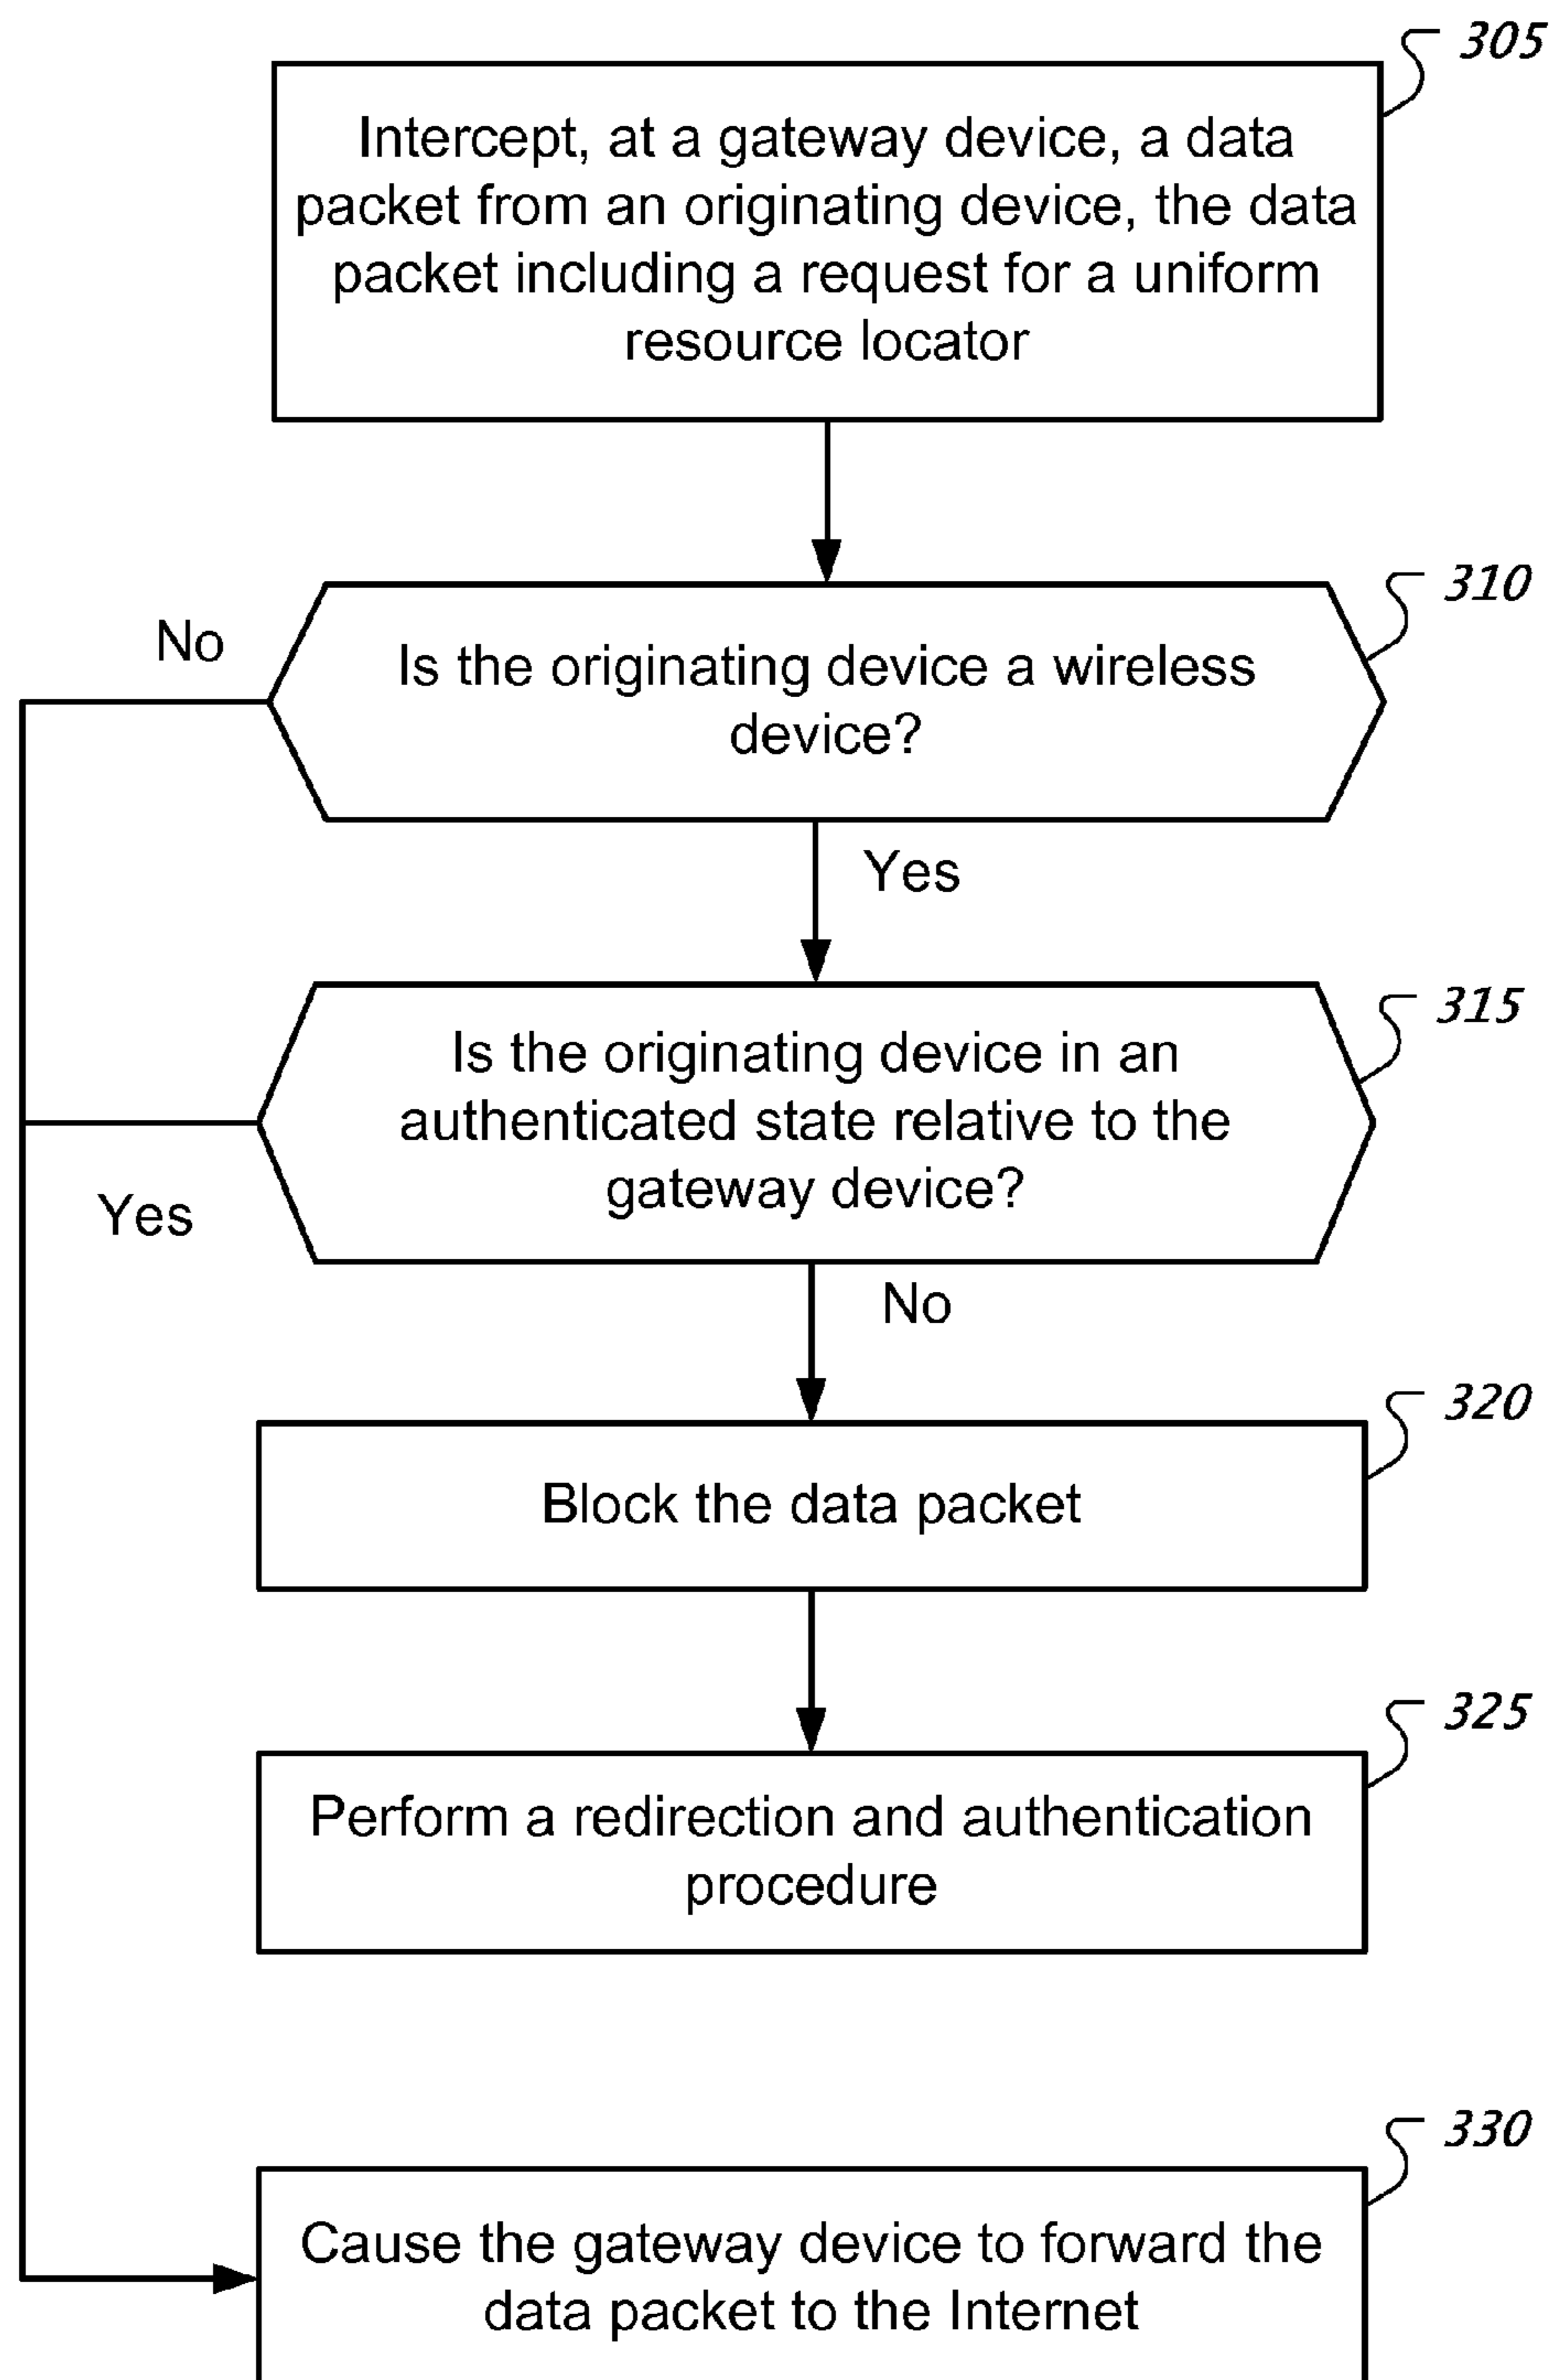 305
Intercept, at a gateway device, a data
packet from an originating device, the data
packet including a request for a uniform
resource locator
310
No
Is the originating device a wireless
device?
Yes
315
Is the originating device in an
authenticated state relative to the
gateway device?
Yes
No
320
Block the data packet
325
Perform a redirection and authentication
procedure
330
Cause the gateway device to forward the
data packet to the Internet